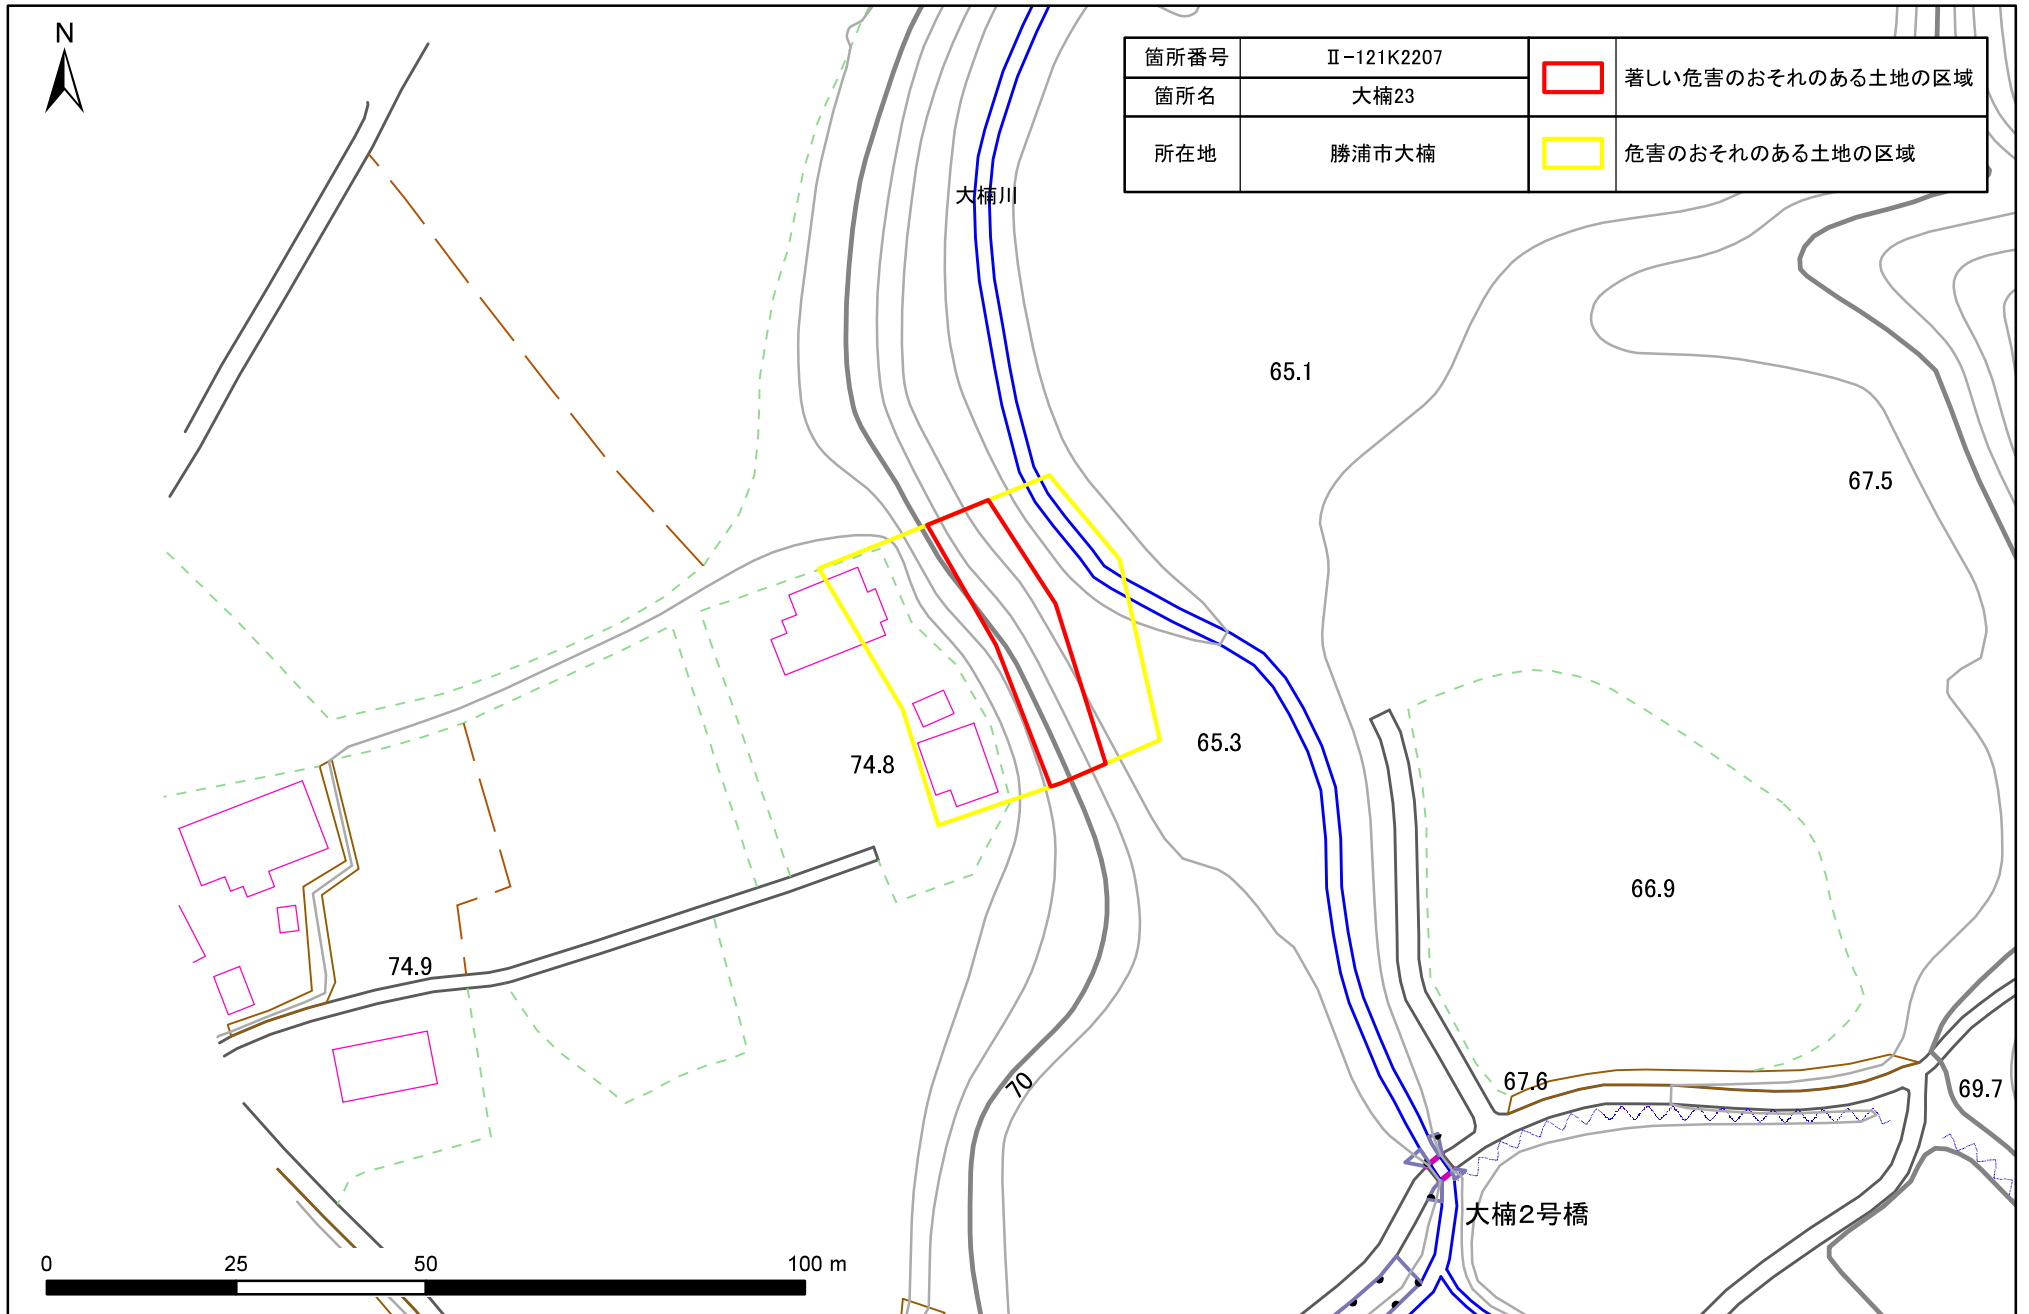 N
箇所番号 Ⅱ-121K2207
著しい危害のおそれのある土地の区域
箇所名 大楠23
所在地 勝浦市大楠
危害のおそれのある土地の区域
大楠川
65.1
67.5
65.3
74.8
66.9
74.9
67.6
70
69.7
大楠2号橋
0 25 50 100 m